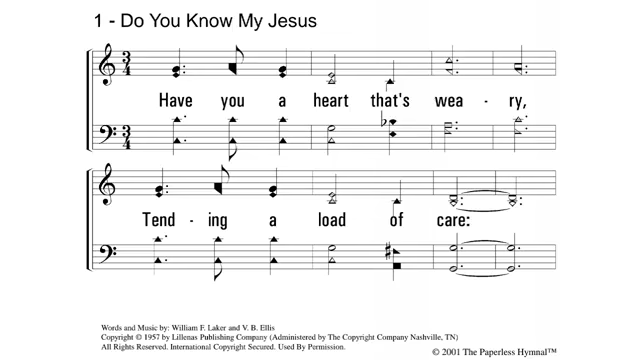 1 - Do You Know My Jesus
3 4
Have you a heart that's wea - ry,
3 4
Tend - ing a load of care:
Words and Music by: William F. Laker and V. B. Ellis
Copyright © 1957 by Lillenas Publishing Company (Administered by The Copyright Company Nashville, TN)
All Rights Reserved. International Copyright Secured. Used By Permission.
© 2001 The Paperless Hymnal™